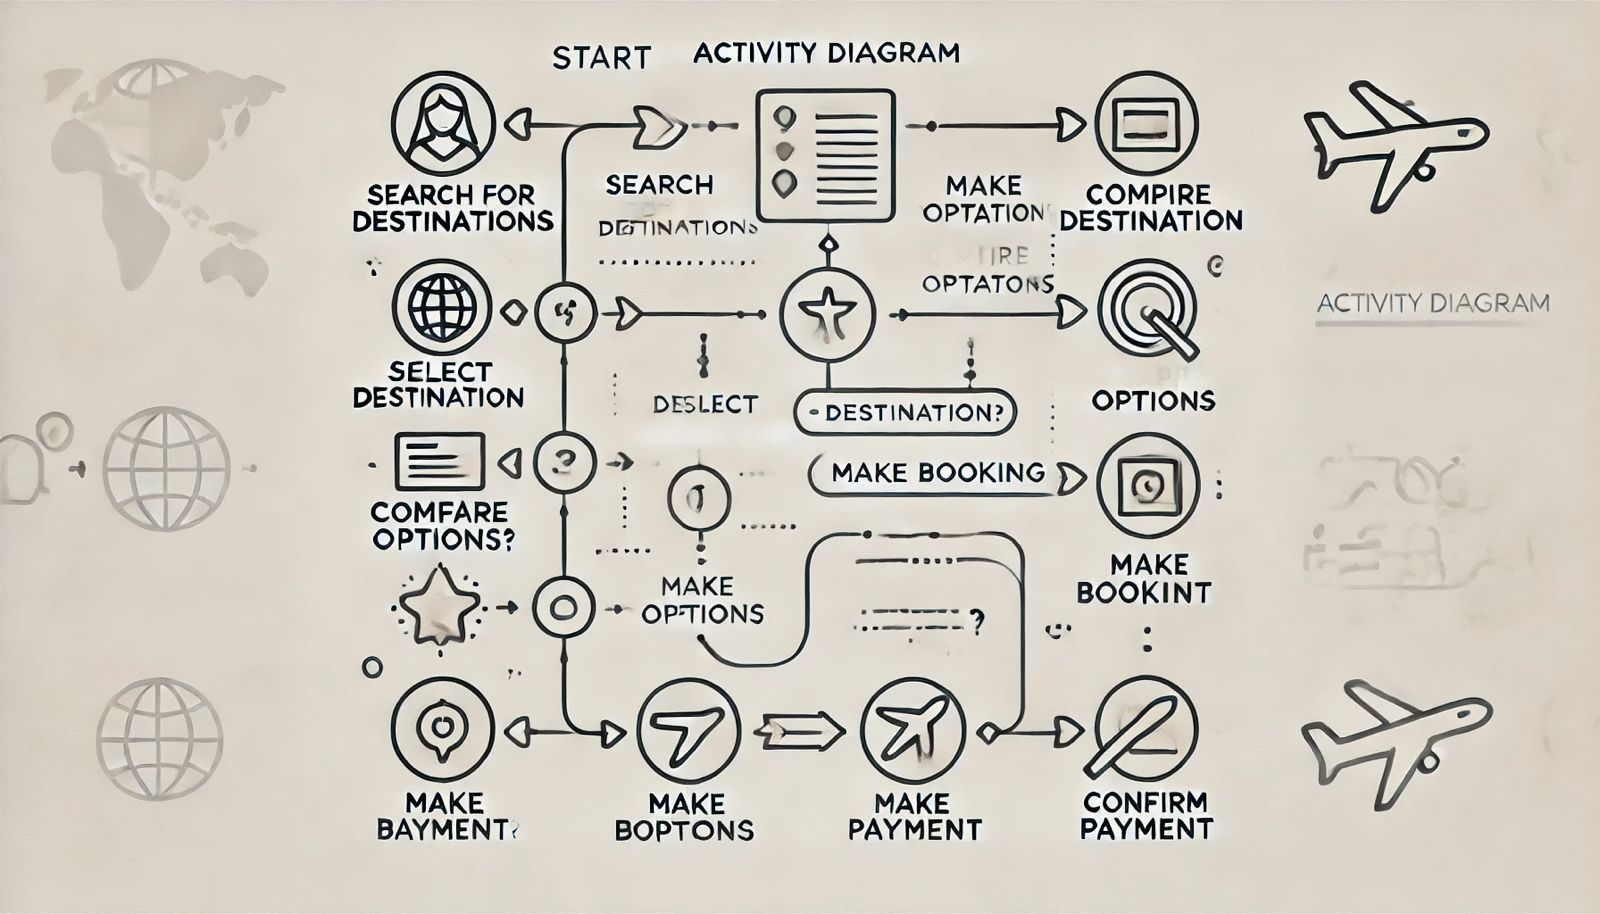 START
ACTIVITY DIAGRAM
SEARCH FOR
DESTINATIONS
SEARCH
MAKE
OPTATION
COMPIRE
DESTINATION
OPTATONS
ACTIVITY DIAGRAM
SELECT
DESTINATION
DESLECT
- DESTINATION?
OPTIONS
MAKE BOOKING
COMFARE
OPTIONS?
MAKE
OPTIONS
?
MAKE
BOOKINT
MAKE
BAYMENT?
MAKE
BOPTONS
MAKE
PAYMENT
CONFIRM
PAYMENT